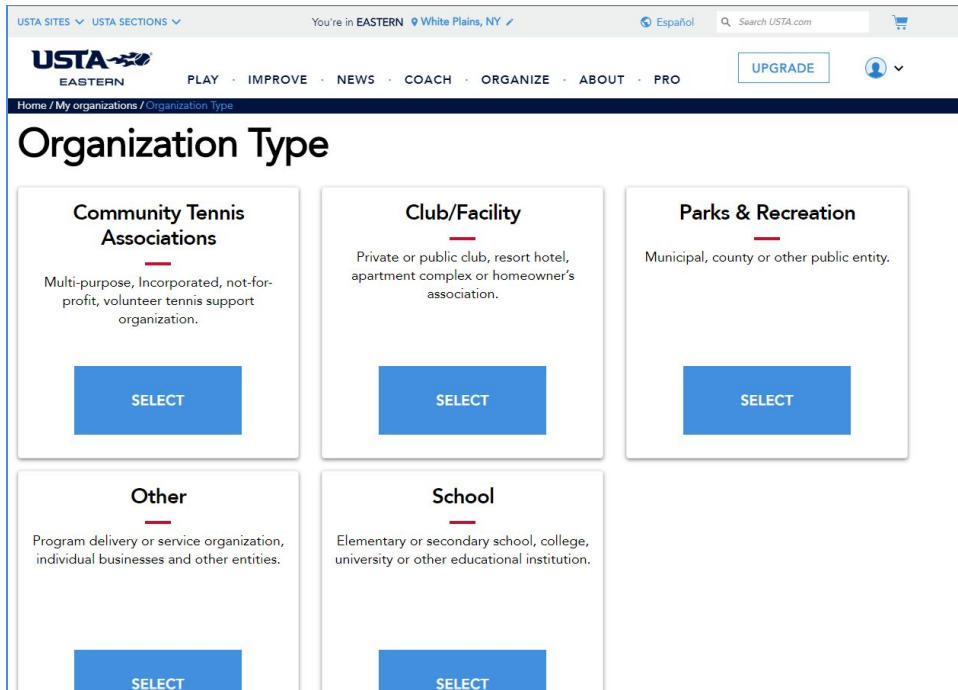 USTA SITES USTA SECTIONS You're in EASTERN White Plains, NY Español Search USTA.com
USTA
EASTERN
PLAY · IMPROVE · NEWS · COACH · ORGANIZE · ABOUT · PRO
UPGRADE
Home / My organizations / Organization Type
Organization Type
Community Tennis
Associations
Multi-purpose, Incorporated, not-for-
profit, volunteer tennis support
organization.
SELECT
Club/Facility
Private or public club, resort hotel,
apartment complex or homeowner's
association.
SELECT
Parks & Recreation
Municipal, county or other public entity.
SELECT
Other
Program delivery or service organization,
individual businesses and other entities.
SELECT
School
Elementary or secondary school, college,
university or other educational institution.
SELECT